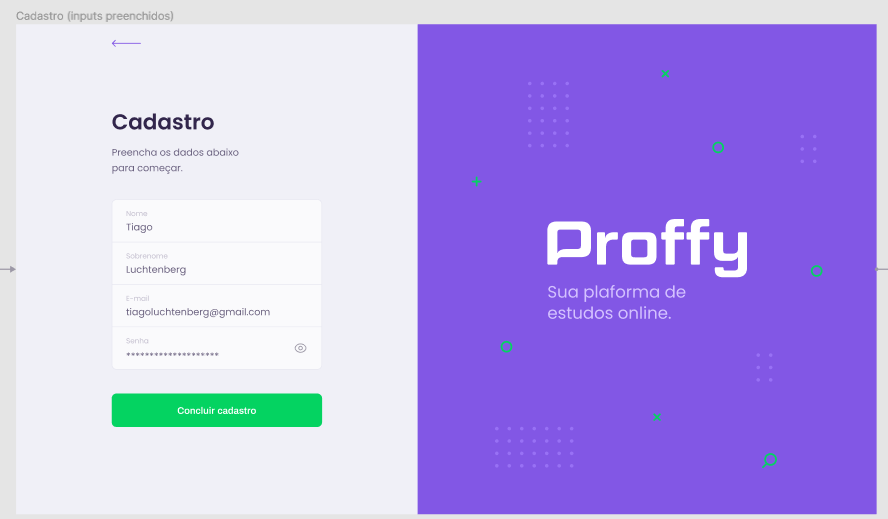 Cadastro (inputs preenchidos)
Cadastro
Preencha os dados abaixo
para começar.
Nome
Tiago
Sobrenome
Luchtenberg
E-mail
tiagoluchtenberg@gmail.com
Senha
********************
Concluir cadastro
Proffy
Sua plaforma de
estudos online.